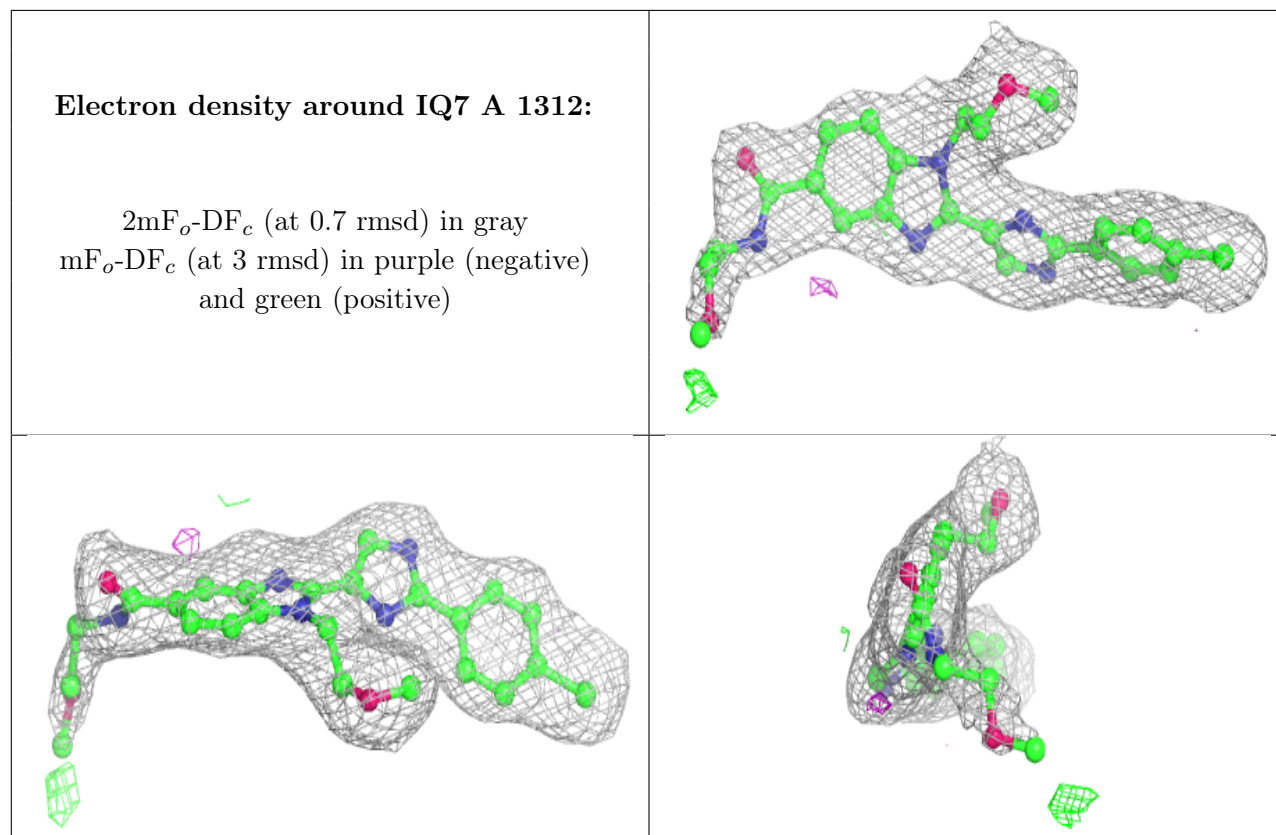 Electron density around IQ7 A 1312:
2mFo-DFc (at 0.7 rmsd) in gray
mFo-DFc (at 3 rmsd) in purple (negative)
and green (positive)